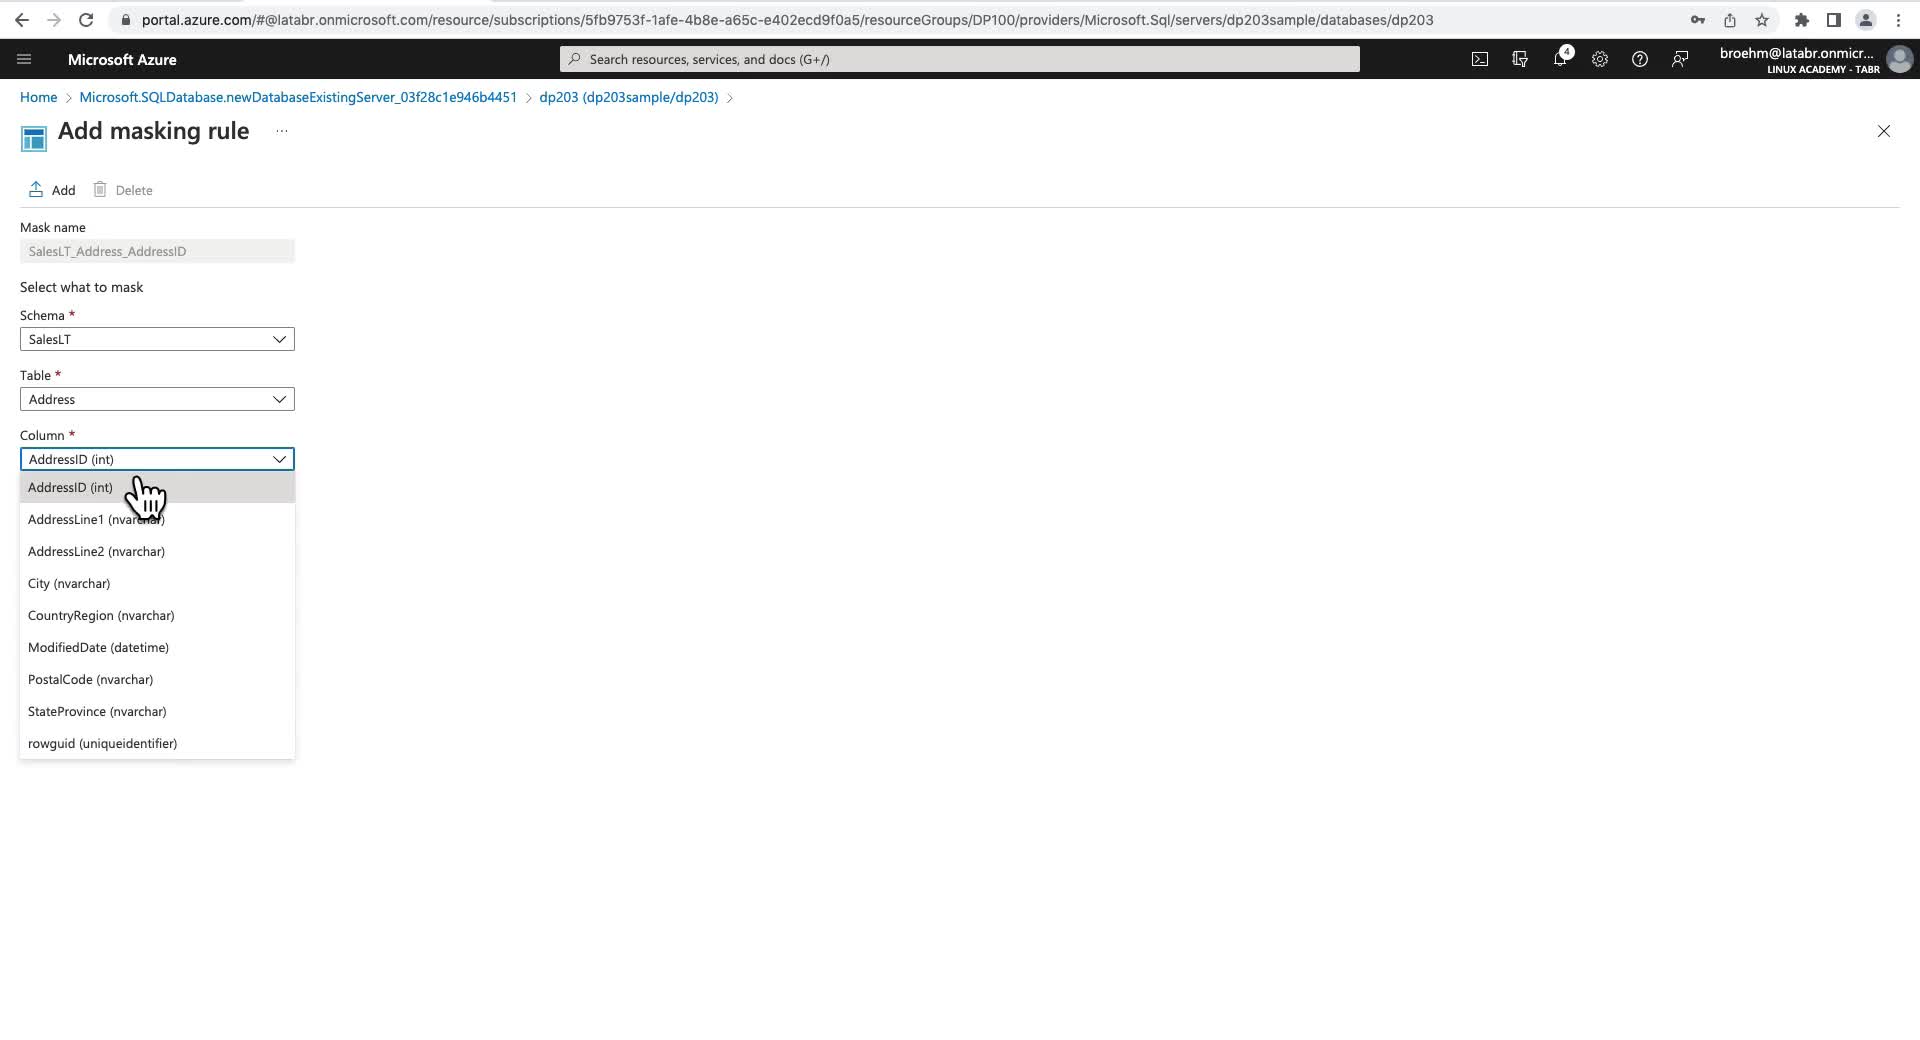 portal.azure.com/#@latabr.onmicrosoft.com/resource/subscriptions/5fb9753f-1afe-4b8e-a65c-e402ecd9f0a5/resourceGroups/DP100/providers/Microsoft.Sql/servers/dp203sample/databases/dp203
Microsoft Azure
Search resources, services, and docs (G+/)
4
broehm@latabr.onmicr...
LINUX ACADEMY - TABR
Home > Microsoft.SQLDatabase.newDatabaseExistingServer_03f28c1e946b4451 > dp203 (dp203sample/dp203) >
Add masking rule ...
Add
Delete
Mask name
SalesLT_Address_AddressID
Select what to mask
Schema *
SalesLT
Table *
Address
Column *
AddressID (int)
AddressID (int)
AddressLine1 (nvarchar)
AddressLine2 (nvarchar)
City (nvarchar)
CountryRegion (nvarchar)
ModifiedDate (datetime)
PostalCode (nvarchar)
StateProvince (nvarchar)
rowguid (uniqueidentifier)